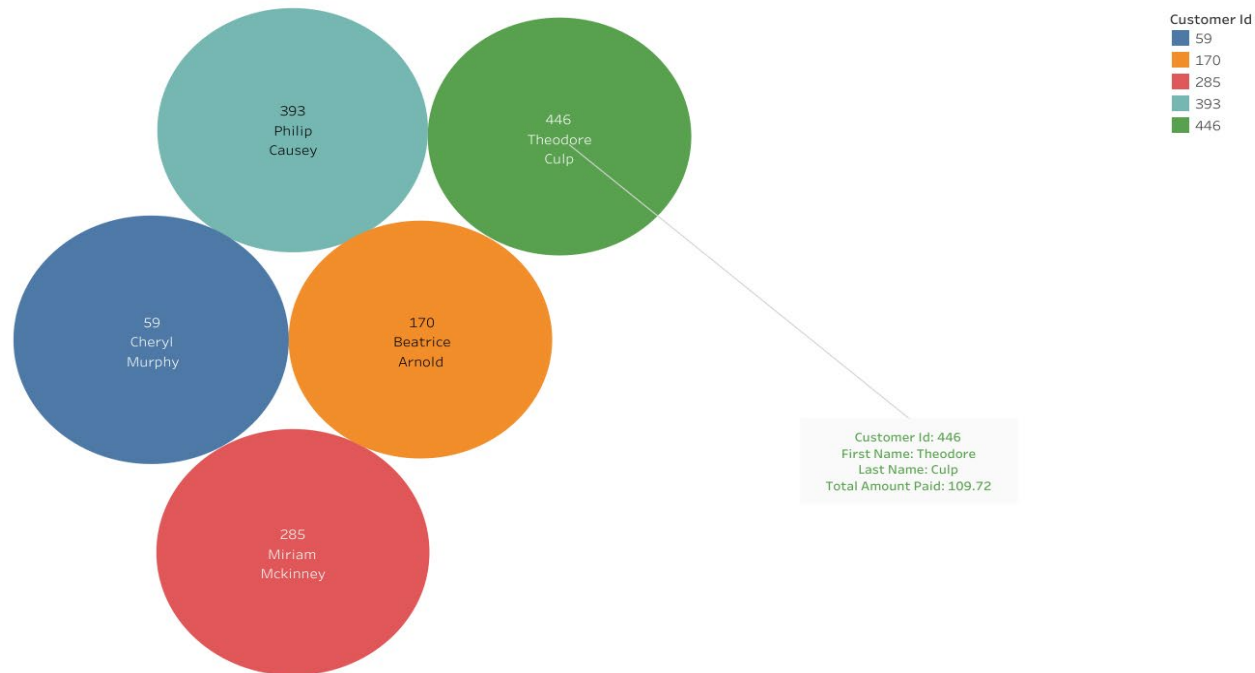 393
Philip
Causey
446
Theodore
Culp
59
Cheryl
Murphy
170
Beatrice
Arnold
285
Miriam
Mckinney
Customer Id: 446
First Name: Theodore
Last Name: Culp
Total Amount Paid: 109.72
Customer Id
59
170
285
393
446